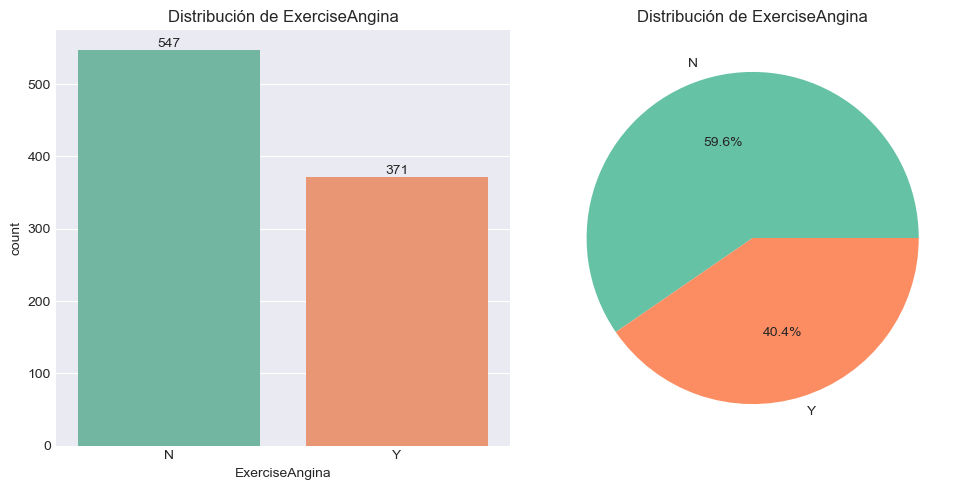 Distribución de ExerciseAngina
547
371
500
400
300
200
100
0
count
N
Y
ExerciseAngina
Distribución de ExerciseAngina
N
59.6%
40.4%
Y